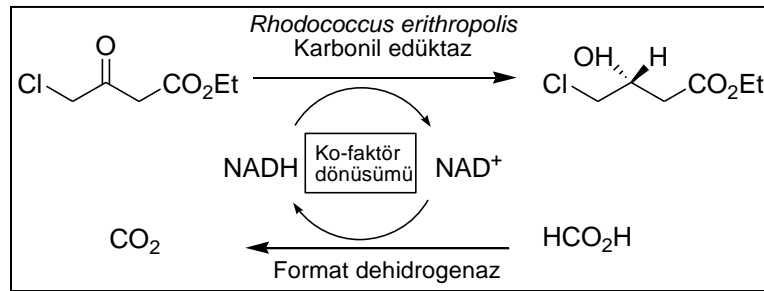 Rhodococcus erithropolis
Karbonil edüktaz
O
Cl
CO2Et
OH
H
Cl
CO2Et
NADH
Ko-faktör
dönüsümü
NAD+
CO2
HCO2H
Format dehidrogenaz